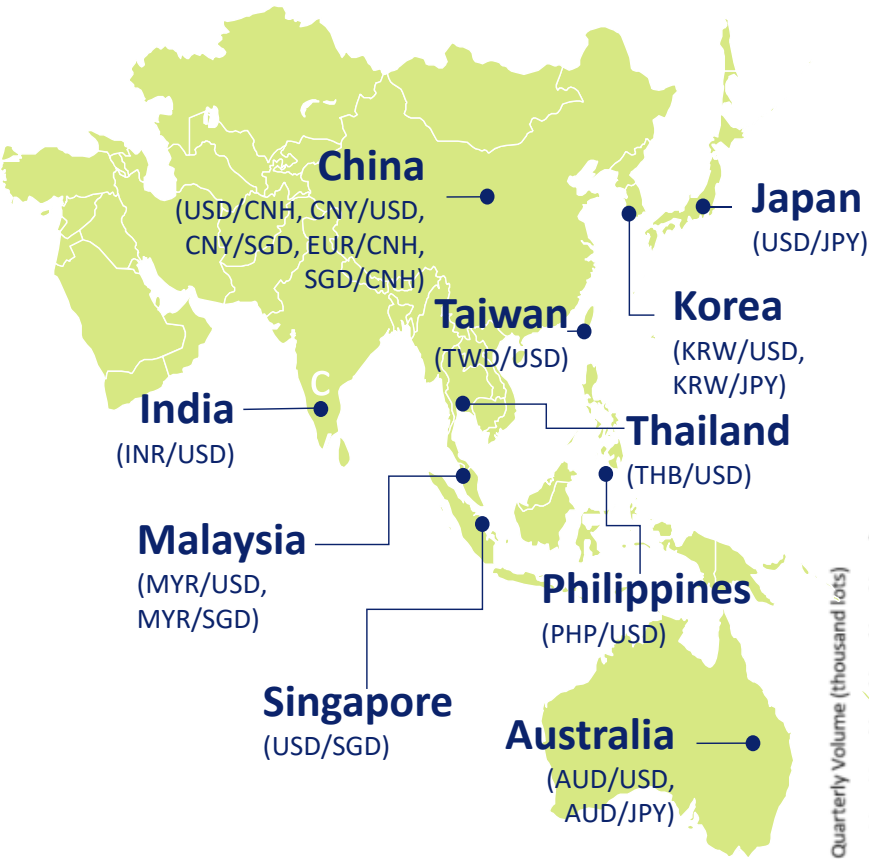 China
(USD/CNH, CNY/USD,
CNY/SGD, EUR/CNH,
SGD/CNH)
Japan
(USD/JPY)
Taiwan
(TWD/USD)
Korea
(KRW/USD,
KRW/JPY)
C
India
(INR/USD)
Thailand
(THB/USD)
Malaysia
(MYR/USD,
MYR/SGD)
Philippines
(PHP/USD)
Singapore
(USD/SGD)
Australia
(AUD/USD,
AUD/JPY)
Quarterly Volume (thousand lots)